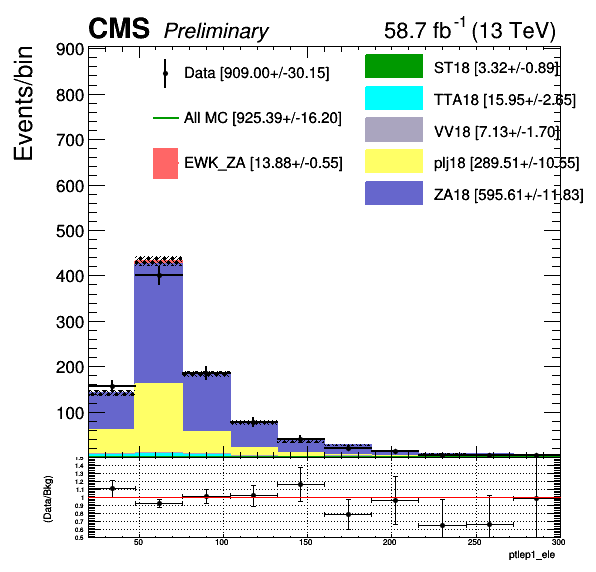 CMS Preliminary 58.7 fb⁻¹ (13 TeV)
Events/bin
900
800
700
600
500
400
300
200
100
Data [909.00+/-30.15]
All MC [925.39+/-16.20]
EWK_ZA [13.88+/-0.55]
ST18 [3.32+/-0.89]
TTA18 [15.95+/-2.65]
VV18 [7.13+/-1.70]
plj18 [289.51+/-10.55]
ZA18 [595.61+/-11.83]
(Data/Bkg)
1.5
1.4
1.3
1.2
1.1
1
0.9
0.8
0.7
0.6
0.5
50 100 150 200 250 300
ptlep1_ele